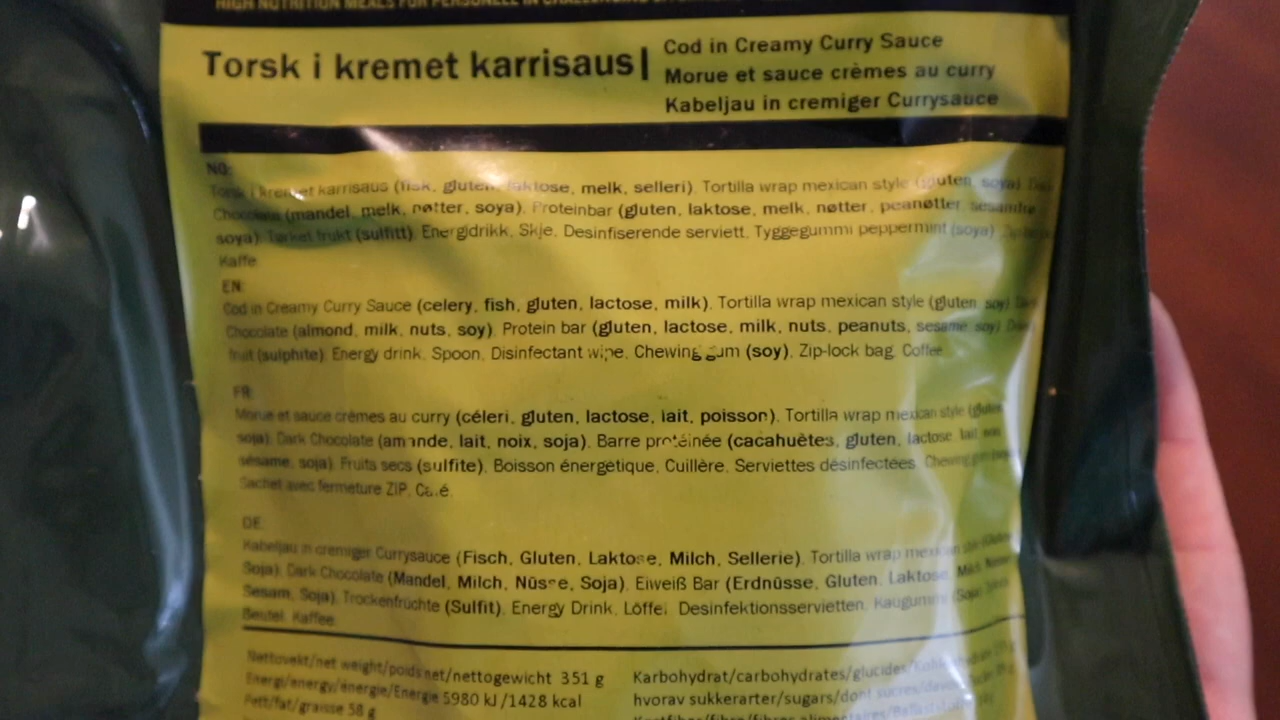 HIGH NUTRITION MEALS FOR PERSONELL IN CHALLENGING
Torsk i kremet karrisaus|
Cod in Creamy Curry Sauce
Morue et sauce crèmes au curry
Kabeljau in cremiger Currysauce
NO:
Torsk i kremet karrisaus (fisk, gluten, laktose, melk, selleri). Tortilla wrap mexican style (gluten, soya).
Chocolate (mandel, melk, nøtter, soya). Proteinbar (gluten, laktose, melk, nøtter, peanøtter
soya). Tørket frukt (sulfitt). Energidrikk. Skje. Desinfiserende serviett. Tyggegummi peppermint (soya)
Kaffe.
EN:
Cod in Creamy Curry Sauce (celery, fish, gluten, lactose, milk). Tortilla wrap mexican style (gluten, soy).
Chocolate (almond, milk, nuts, soy). Protein bar (gluten, lactose, milk, nuts, peanuts, sesame, soy)
fruit (sulphite). Energy drink. Spoon. Disinfectant wipe. Chewing gum (soy). Zip-lock bag. Coffee
FR:
Morue et sauce crèmes au curry (céleri, gluten, lactose, lait, poisson). Tortilla wrap mexican style (gluten
soja). Dark Chocolate (amande, lait, noix, soja). Barre protéinée (cacahuètes, gluten, lactose, lait,
sésame, soja). Fruits secs (sulfite). Boisson énergétique. Cuillère. Serviettes désinfectées.
Sachet avec fermeture ZIP. Café.
DE:
Kabeljau in cremiger Currysauce (Fisch, Gluten, Laktose, Milch, Sellerie). Tortilla wrap mexican
Soja). Dark Chocolate (Mandel, Milch, Nüsse, Soja). Eiweiß Bar (Erdnüsse, Gluten, Laktose,
Sesam, Soja). Trockenfrüchte (Sulfit). Energy Drink. Löffel. Desinfektionsservietten. Kaugummi
Beutel. Kaffee.
Nettovekt/net weight/poids net/nettogewicht 351 g
Energi/energy/énergie/Energie 5980 kJ/1428 kcal
Fett/fat/graisse 58 g
Karbohydrat/carbohydrates/glucides/
hvorav sukkerarter/sugars/dont sucres/
Kostfiber/fibre/fibres alimentaires/